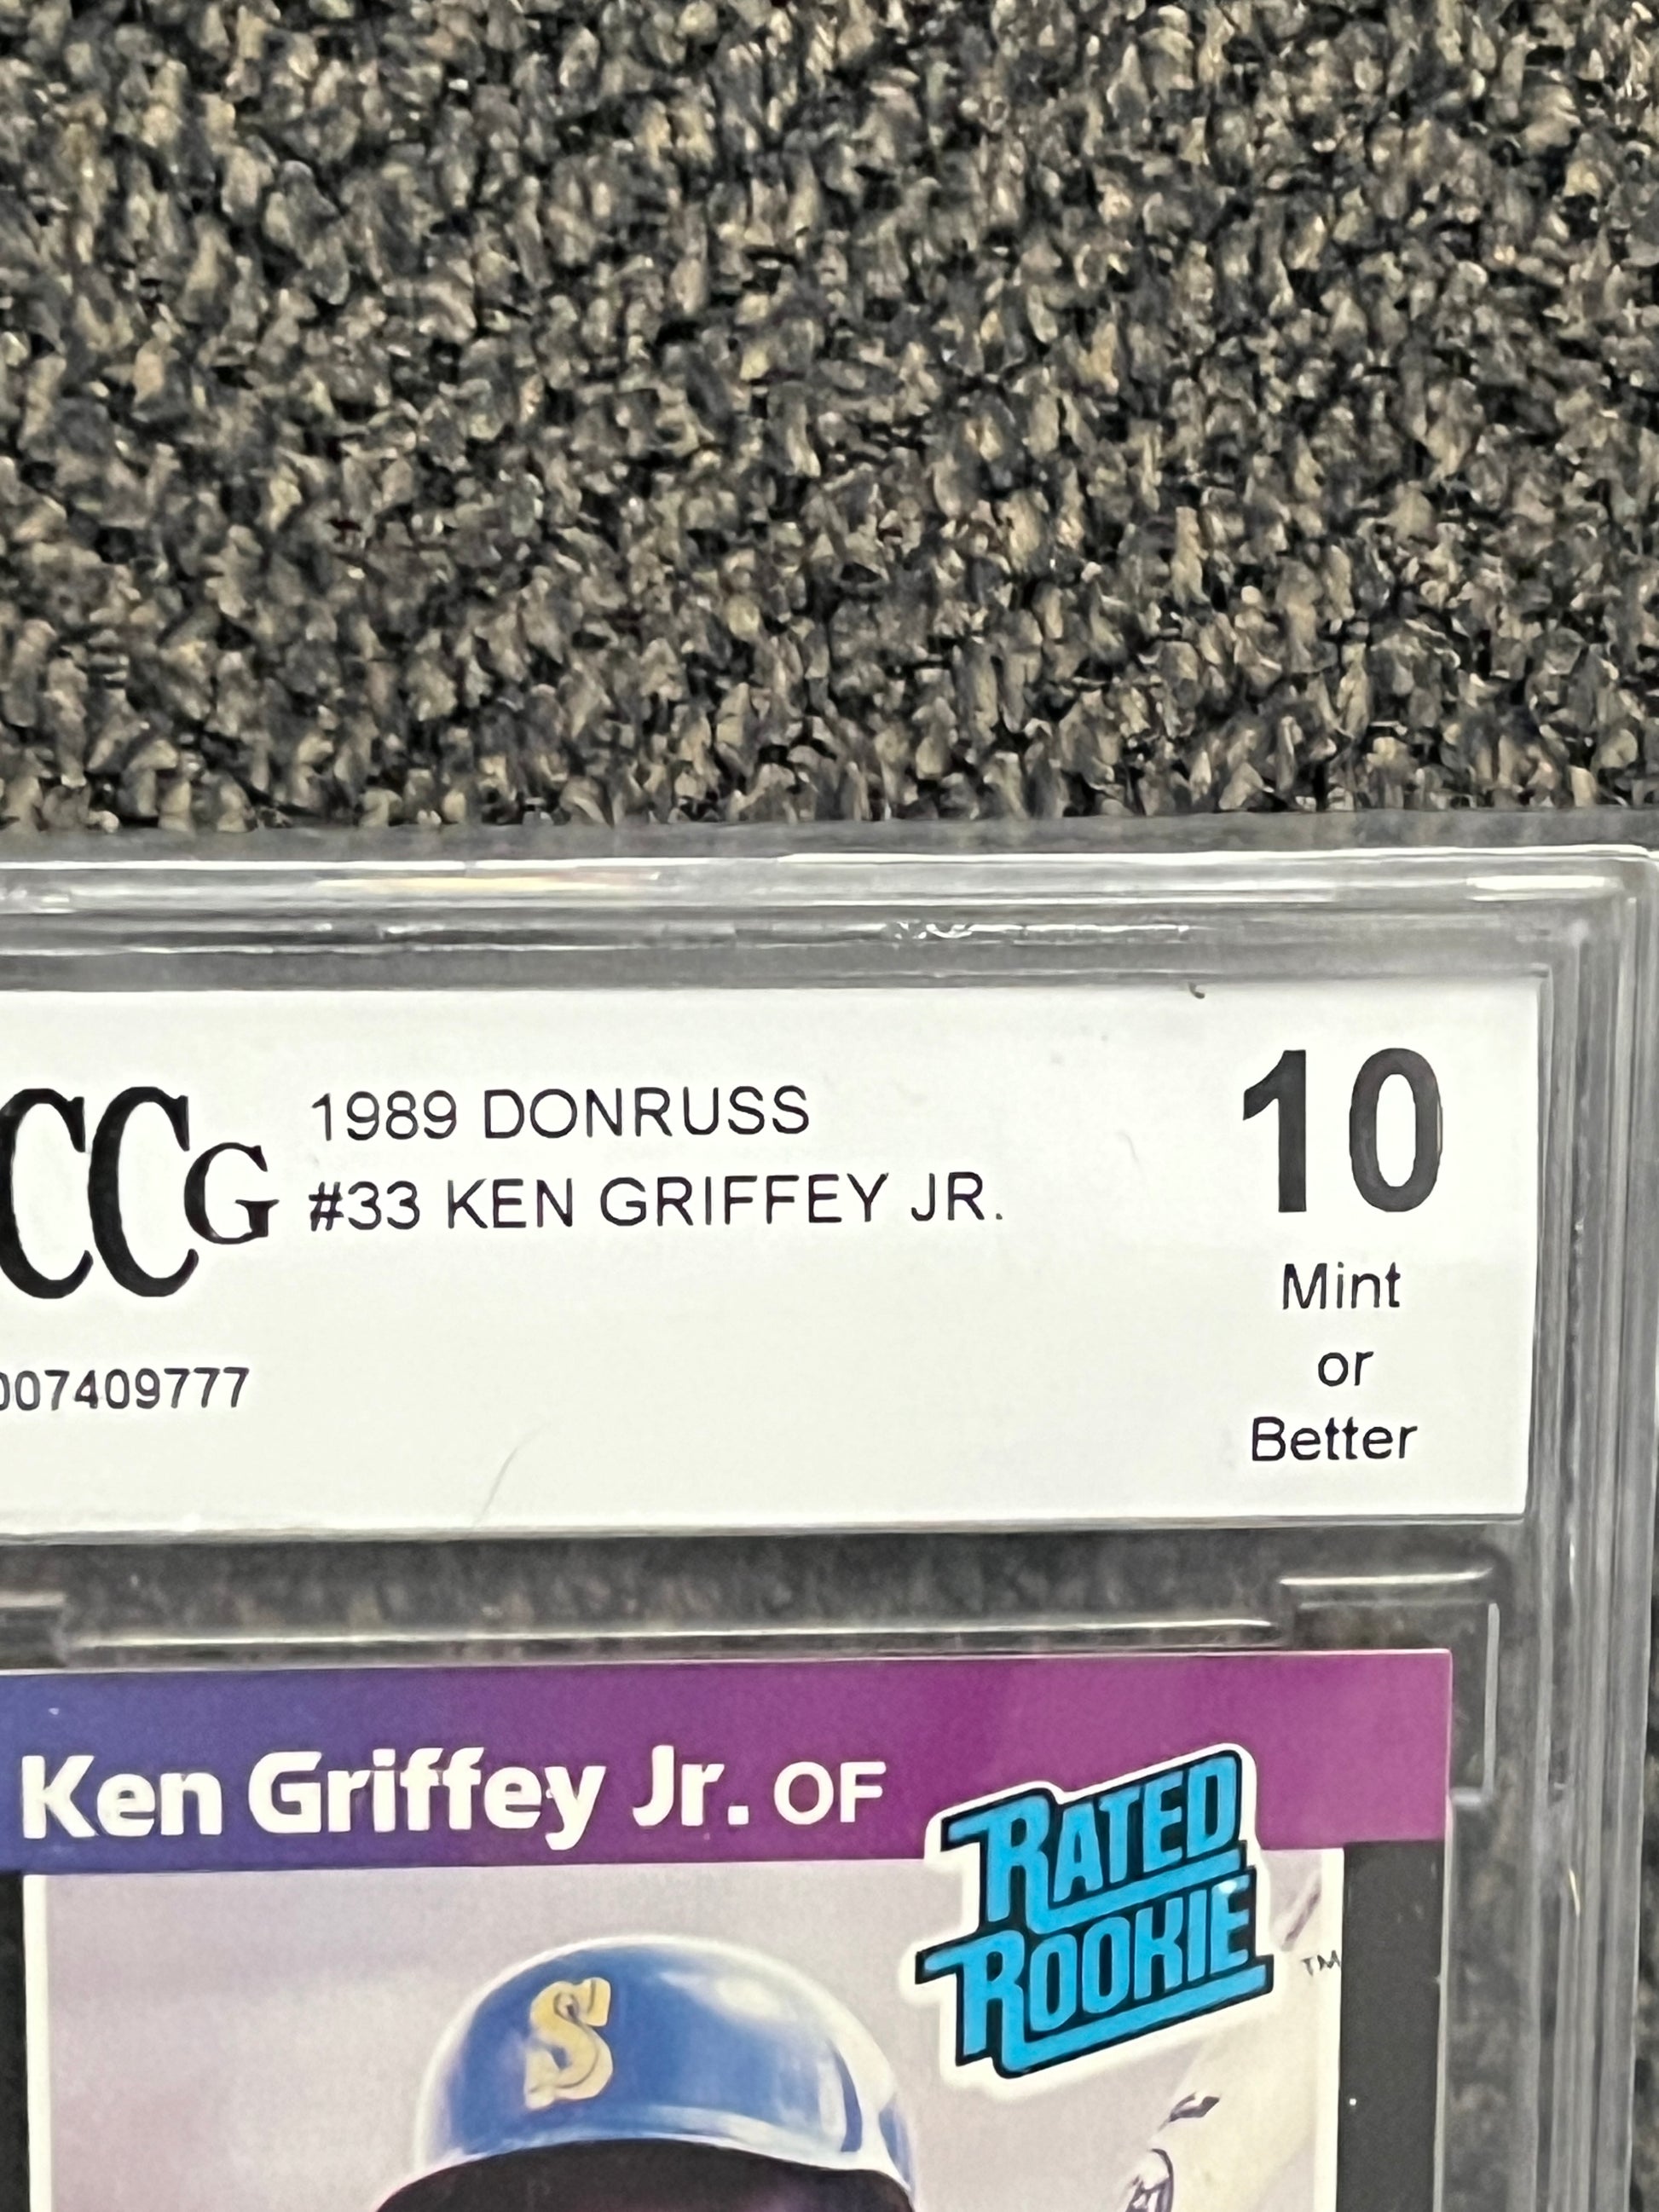 CCG
1989 DONRUSS
#33 KEN GRIFFEY JR.
10
Mint
or
Better
007409777
Ken Griffey Jr. OF
RATED
ROOKIE
TM
S